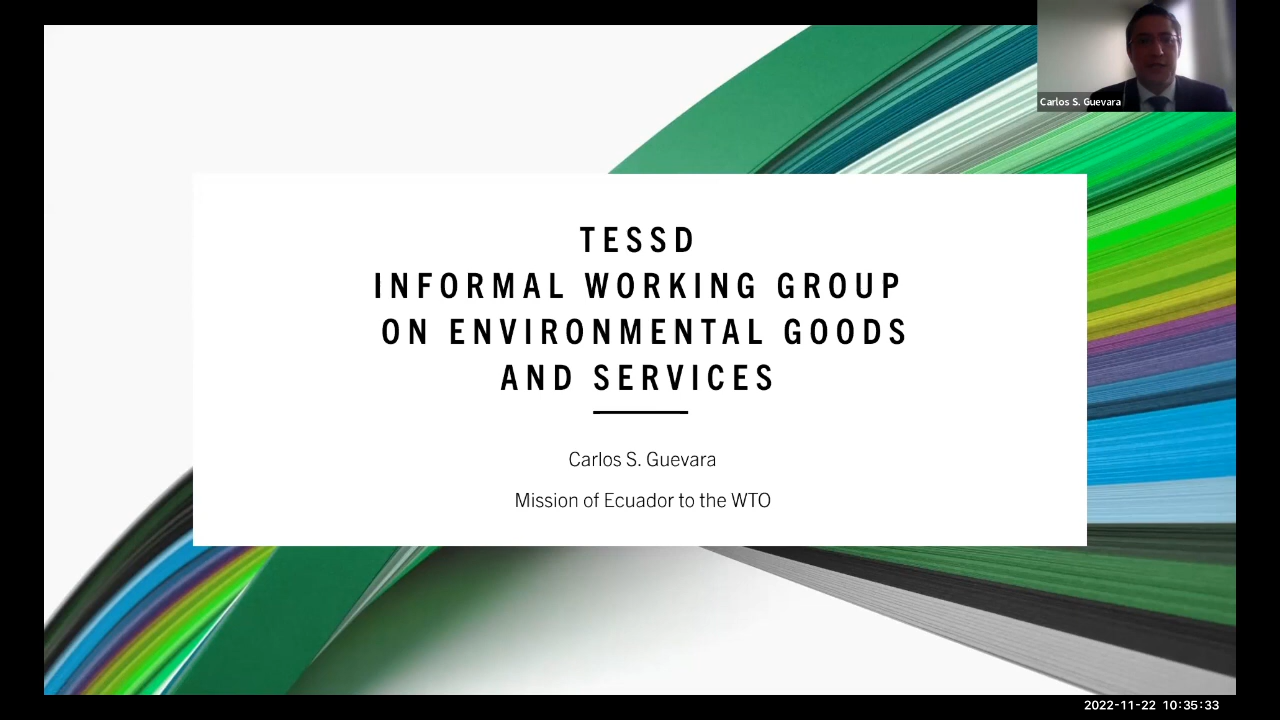 Carlos S. Guevara
TESSD
INFORMAL WORKING GROUP
ON ENVIRONMENTAL GOODS
AND SERVICES
Carlos S. Guevara
Mission of Ecuador to the WTO
2022-11-22 10:35:33